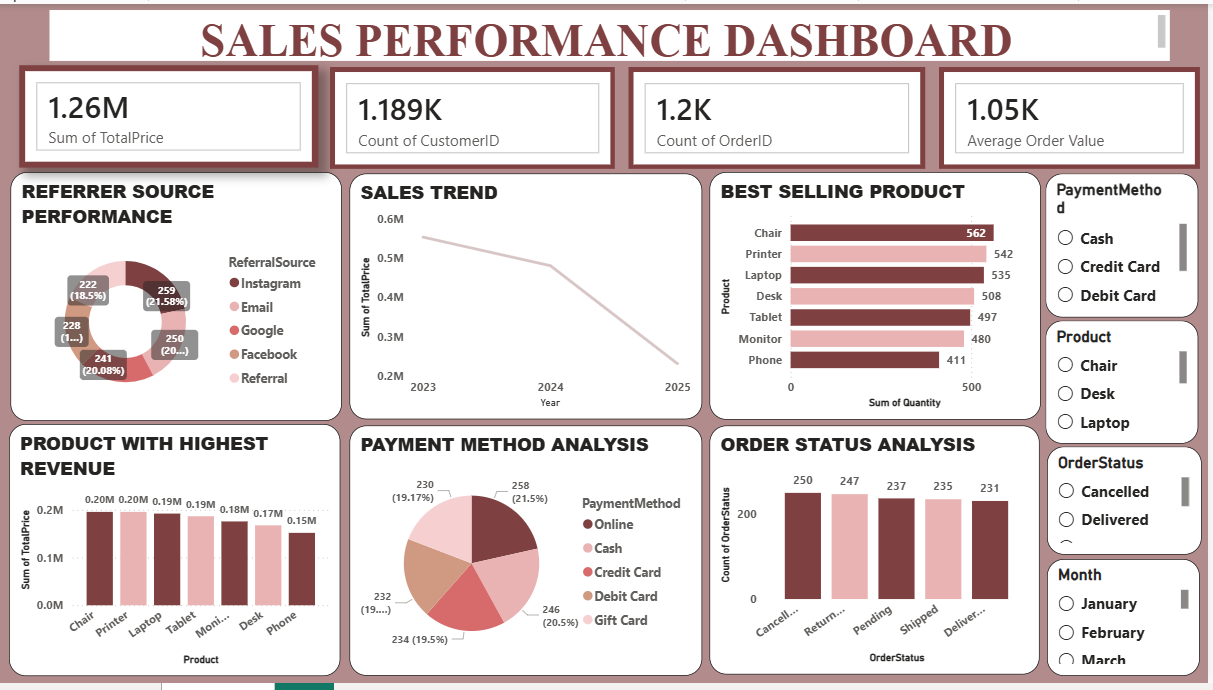 SALES PERFORMANCE DASHBOARD
1.26M
Sum of TotalPrice
1.189K
Count of CustomerID
1.2K
Count of OrderID
1.05K
Average Order Value
REFERRER SOURCE
PERFORMANCE
222
(18.5%)
259
(21.58%)
228
(1...)
250
(20...)
241
(20.08%)
ReferralSource
Instagram
Email
Google
Facebook
Referral
SALES TREND
Sum of TotalPrice
0.6M
0.5M
0.4M
0.3M
0.2M
2023
2024
2025
Year
BEST SELLING PRODUCT
Product
Chair
562
Printer
542
Laptop
535
Desk
508
Tablet
497
Monitor
480
Phone
411
0
500
Sum of Quantity
PaymentMetho
d
Cash
Credit Card
Debit Card
Product
Chair
Desk
Laptop
PRODUCT WITH HIGHEST
REVENUE
Sum of TotalPrice
0.2M
0.1M
0.0M
0.20M
0.20M
0.19M
0.19M
0.18M
0.17M
0.15M
Chair
Printer
Laptop
Tablet
Moni...
Desk
Phone
Product
PAYMENT METHOD ANALYSIS
230
(19.17%)
258
(21.5%)
232
(19....)
246
(20.5%)
234 (19.5%)
PaymentMethod
Online
Cash
Credit Card
Debit Card
Gift Card
ORDER STATUS ANALYSIS
Count of OrderStatus
200
0
250
247
237
235
231
Cancell...
Return...
Pending
Shipped
Deliver...
OrderStatus
OrderStatus
Cancelled
Delivered
Month
January
February
March